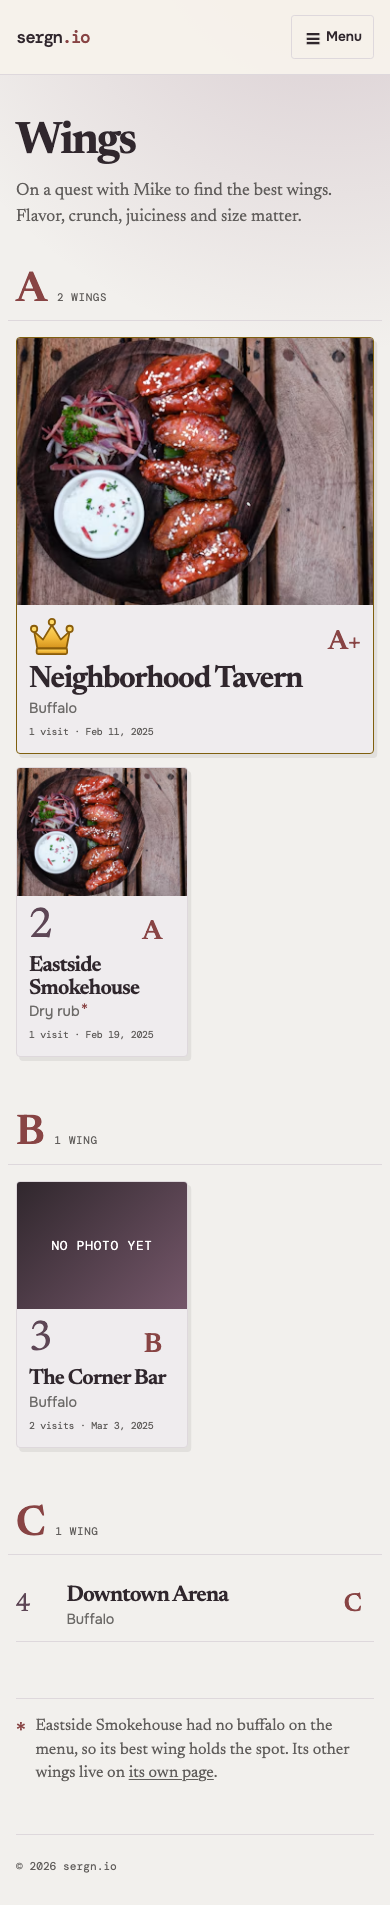 sergn.io
Menu
Wings
On a quest with Mike to find the best wings.
Flavor, crunch, juiciness and size matter.
A 2 WINGS
A+
Neighborhood Tavern
Buffalo
1 visit · Feb 11, 2025
2 A
Eastside
Smokehouse
Dry rub*
1 visit · Feb 19, 2025
B 1 WING
NO PHOTO YET
3 B
The Corner Bar
Buffalo
2 visits · Mar 3, 2025
C 1 WING
4 Downtown Arena C
Buffalo
* Eastside Smokehouse had no buffalo on the
menu, so its best wing holds the spot. Its other
wings live on its own page.
© 2026 sergn.io